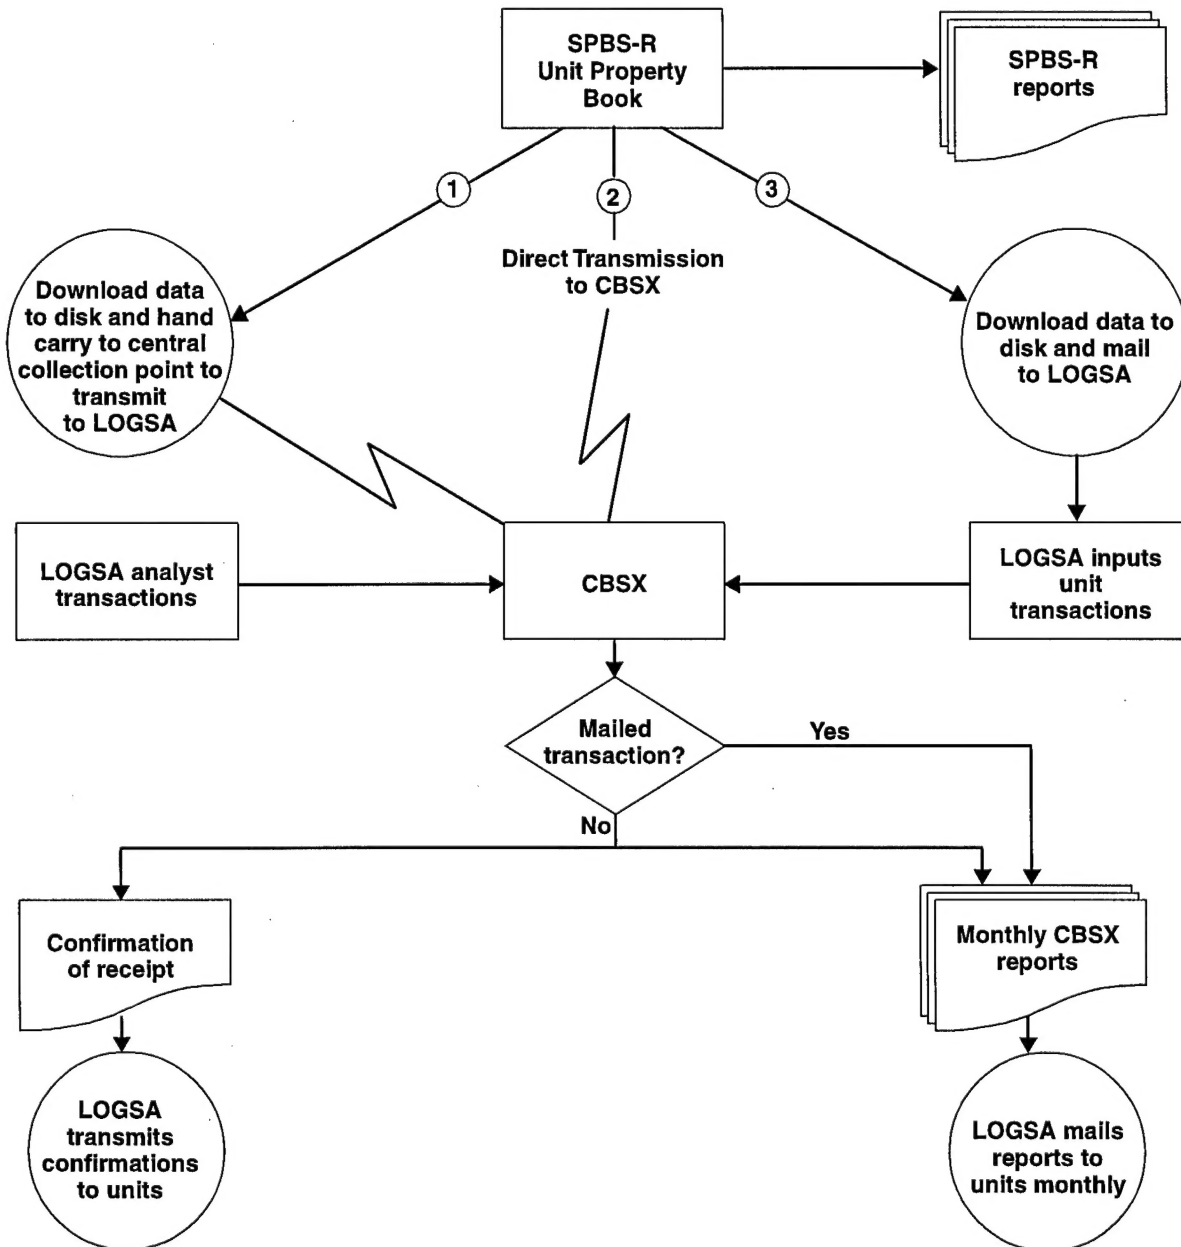 SPBS-R
Unit Property
Book
SPBS-R
reports
1
2
3
Direct Transmission
to CBSX
Download data
to disk and hand
carry to central
collection point to
transmit
to LOGSA
Download data to
disk and mail
to LOGSA
LOGSA analyst
transactions
CBSX
LOGSA inputs
unit
transactions
Mailed
transaction?
Yes
No
Confirmation
of receipt
Monthly CBSX
reports
LOGSA
transmits
confirmations
to units
LOGSA mails
reports to
units monthly